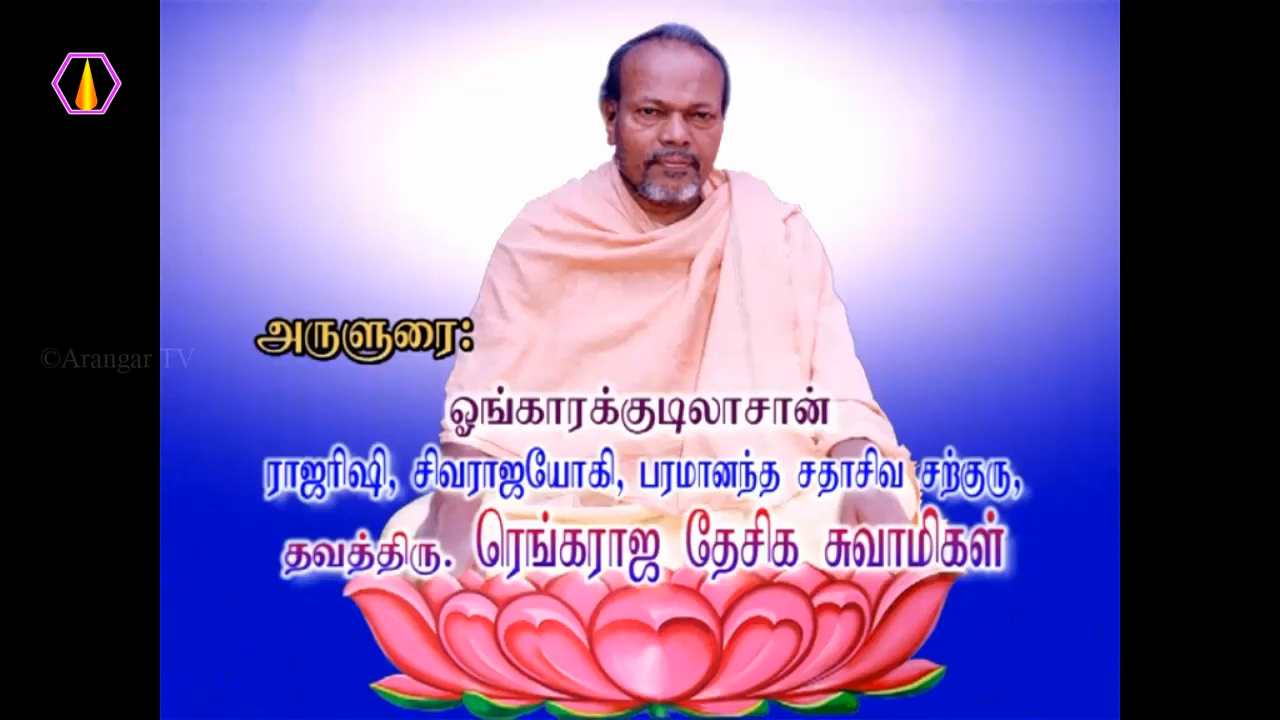 அருளுரை:
©Arangar TV
ஓங்காரக்குடிலாசான்
ராஜரிஷி, சிவராஜயோகி, பரமானந்த சதாசிவ சற்குரு,
தவத்திரு. ரெங்கராஜ தேசிக சுவாமிகள்